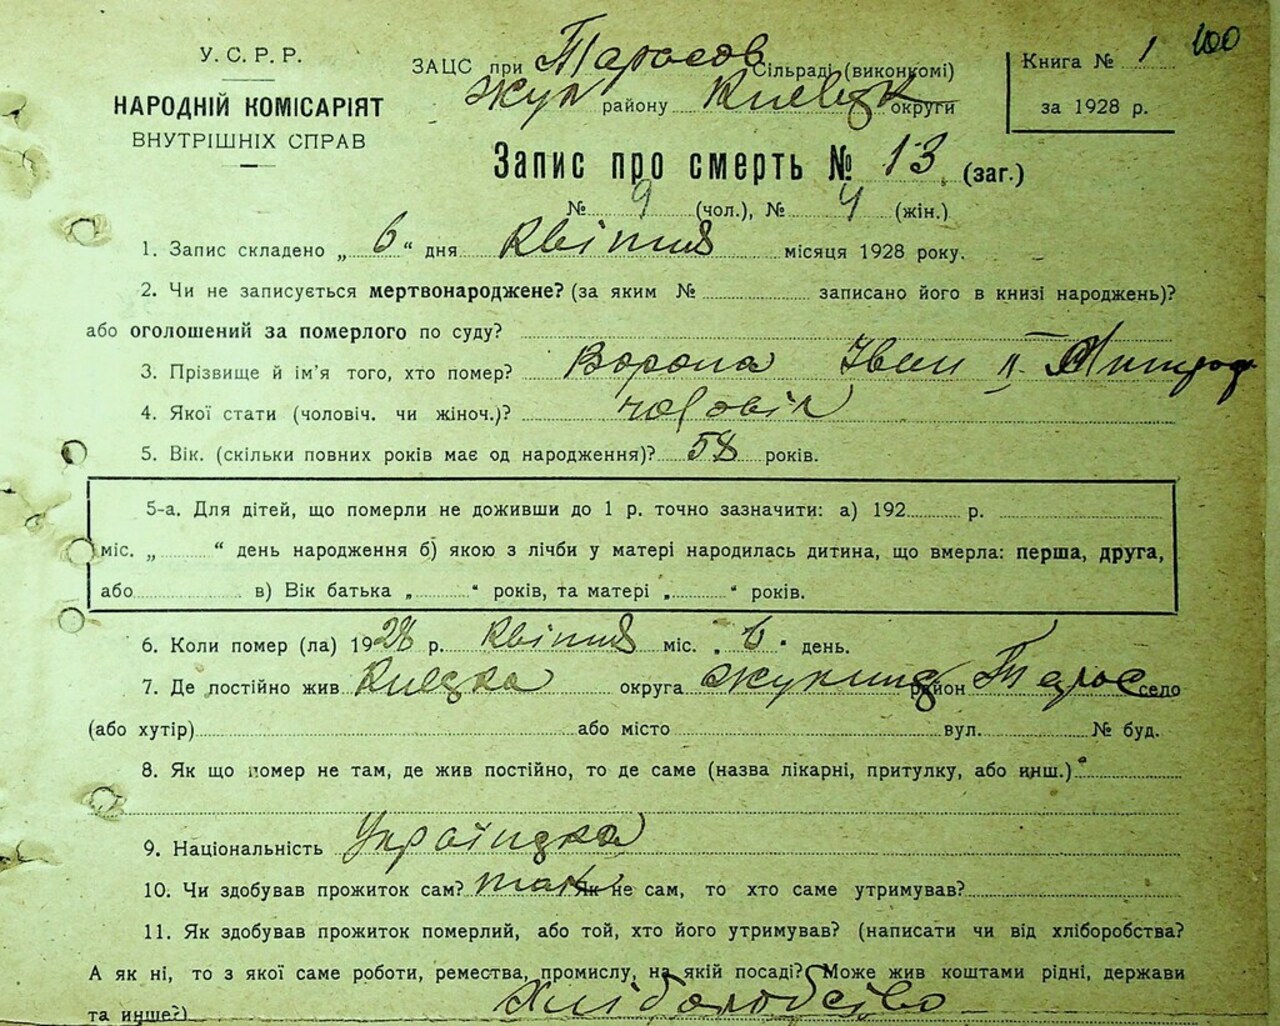 У. С. Р. Р.
НАРОДНІЙ КОМІСАРІЯТ
ВНУТРІШНІХ СПРАВ
ЗАЦС при Тарасов Сільраді (виконкомі)
Жук району Киевск округи
Книга № 1 100
за 1928 р.
Запис про смерть № 13 (заг.)
№ 9 (чол.), № 4 (жін.)
1. Запис складено „ 6 “ дня Квітня місяця 1928 року.
2. Чи не записується мертвонароджене? (за яким № записано його в книзі народжень)?
або оголошений за померлого по суду?
3. Прізвище й ім'я того, хто помер? Ворона Іван II
4. Якої стати (чоловіч. чи жіноч.)? чоловіч
5. Вік. (скільки повних років має од народження)? 58 років.
5-а. Для дітей, що померли не доживши до 1 р. точно зазначити: а) 192 р.
міс. „ “ день народження б) якою з лічби у матері народилась дитина, що вмерла: перша, друга,
або в) Вік батька „ “ років, та матері „ “ років.
6. Коли помер (ла) 1928 р. Квітня міс. „ 6 “ день.
7. Де постійно жив округа район село
(або хутір) або місто вул. № буд.
8. Як що помер не там, де жив постійно, то де саме (назва лікарні, притулку, або инш.)
9. Національність Українська
10. Чи здобував прожиток сам? так Як не сам, то хто саме утримував?
11. Як здобував прожиток померлий, або той, хто його утримував? (написати чи від хліборобства?
А як ні, то з якої саме роботи, ремества, промислу, на якій посаді? Може жив коштами рідні, держави
та инше?) Хліборобство